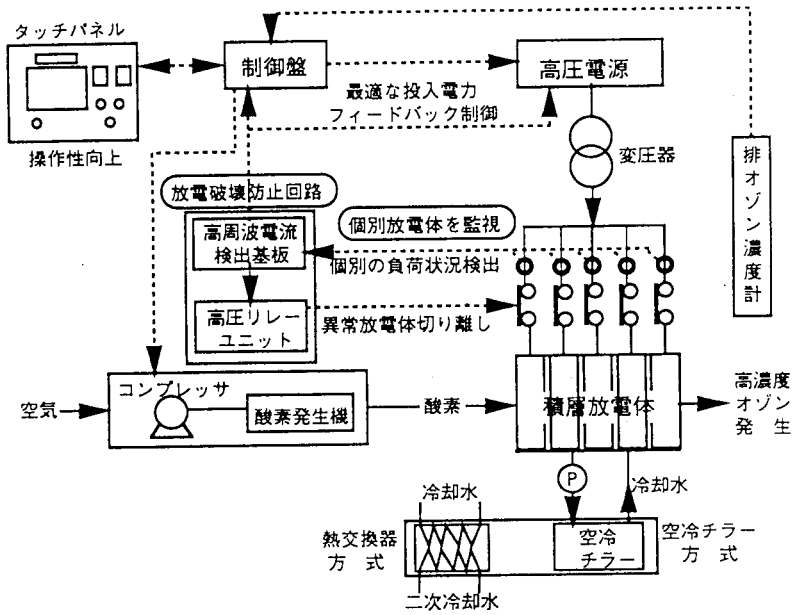 タッチパネル
操作性向上
制御盤
高圧電源
最適な投入電力
フィードバック制御
変圧器
排オゾン濃度計
放電破壊防止回路
高周波電流
検出基板
個別放電体を監視
個別の負荷状況検出
高圧リレー
ユニット
異常放電体切り離し
空気
コンプレッサ
酸素発生機
酸素
積層放電体
高濃度
オゾン
発 生
P
冷却水
冷却水
熱交換器
方 式
空冷
チラー
空冷チラー
方 式
二次冷却水